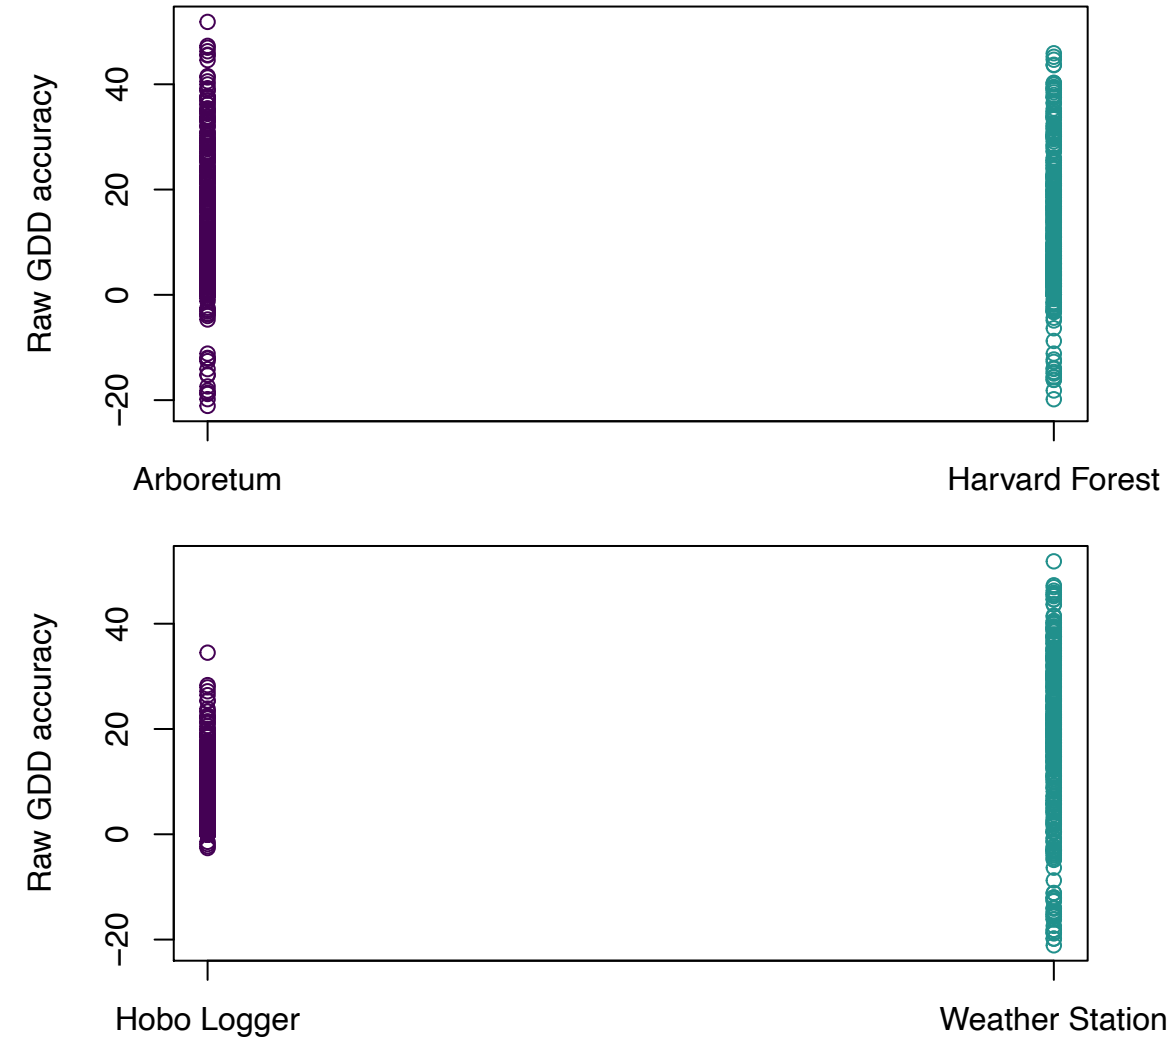 Raw GDD accuracy
40
20
0
−20
Arboretum
Harvard Forest
Raw GDD accuracy
40
20
0
−20
Hobo Logger
Weather Station